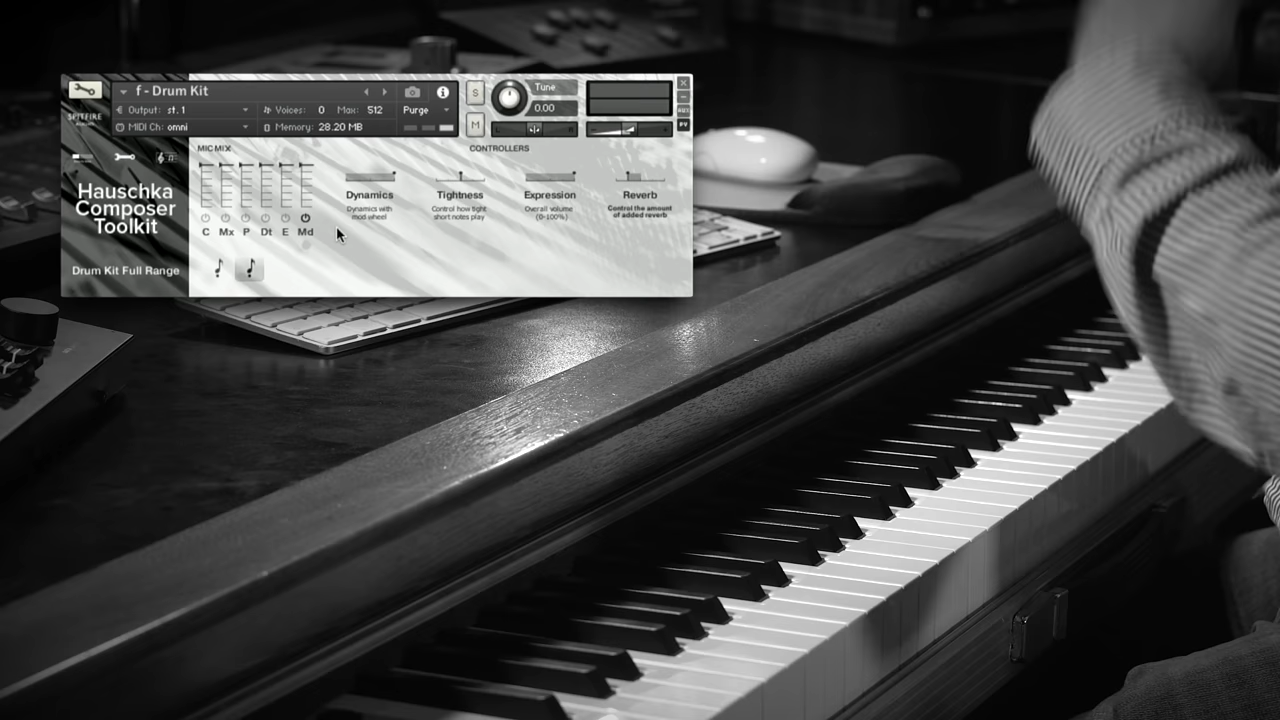 f - Drum Kit
Output: st. 1
Voices: 0 Max: 512
Purge
MIDI Ch: omni
Memory: 28.20 MB
S
M
Tune
0.00
L R
AUX
PV
SPITFIRE
MIC MIX
CONTROLLERS
Hauschka
Composer
Toolkit
Drum Kit Full Range
C Mx P Dt E Md
Dynamics
Dynamics with
mod wheel
Tightness
Control how tight
short notes play
Expression
Overall volume
(0-100%)
Reverb
Control the amount
of added reverb